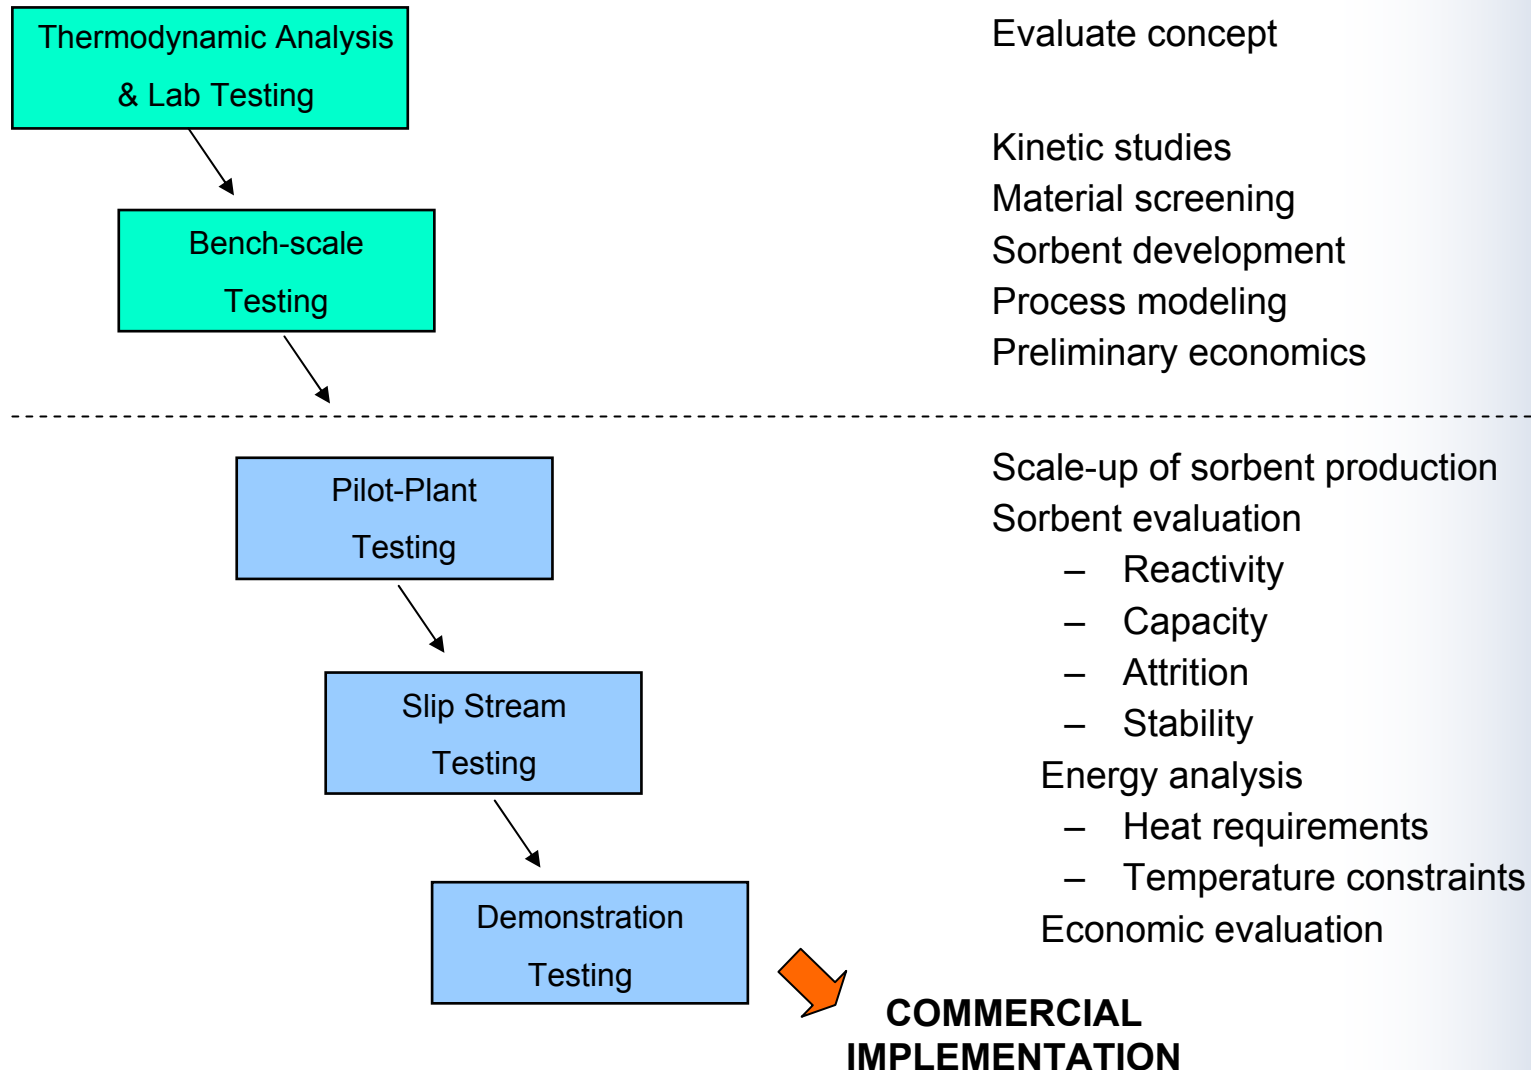 Thermodynamic Analysis
& Lab Testing
Evaluate concept
Kinetic studies
Material screening
Bench-scale
Testing
Sorbent development
Process modeling
Preliminary economics
Pilot-Plant
Testing
Scale-up of sorbent production
Sorbent evaluation
– Reactivity
– Capacity
– Attrition
– Stability
Slip Stream
Testing
Energy analysis
– Heat requirements
– Temperature constraints
Economic evaluation
Demonstration
Testing
COMMERCIAL
IMPLEMENTATION